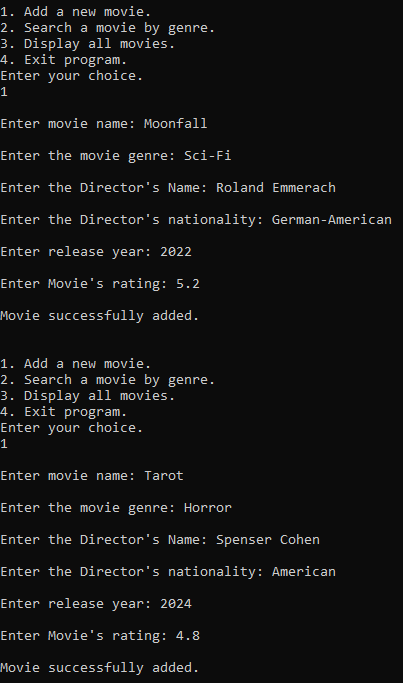 1. Add a new movie.
2. Search a movie by genre.
3. Display all movies.
4. Exit program.
Enter your choice.
1
Enter movie name: Moonfall
Enter the movie genre: Sci-Fi
Enter the Director's Name: Roland Emmerach
Enter the Director's nationality: German-American
Enter release year: 2022
Enter Movie's rating: 5.2
Movie successfully added.
1. Add a new movie.
2. Search a movie by genre.
3. Display all movies.
4. Exit program.
Enter your choice.
1
Enter movie name: Tarot
Enter the movie genre: Horror
Enter the Director's Name: Spenser Cohen
Enter the Director's nationality: American
Enter release year: 2024
Enter Movie's rating: 4.8
Movie successfully added.